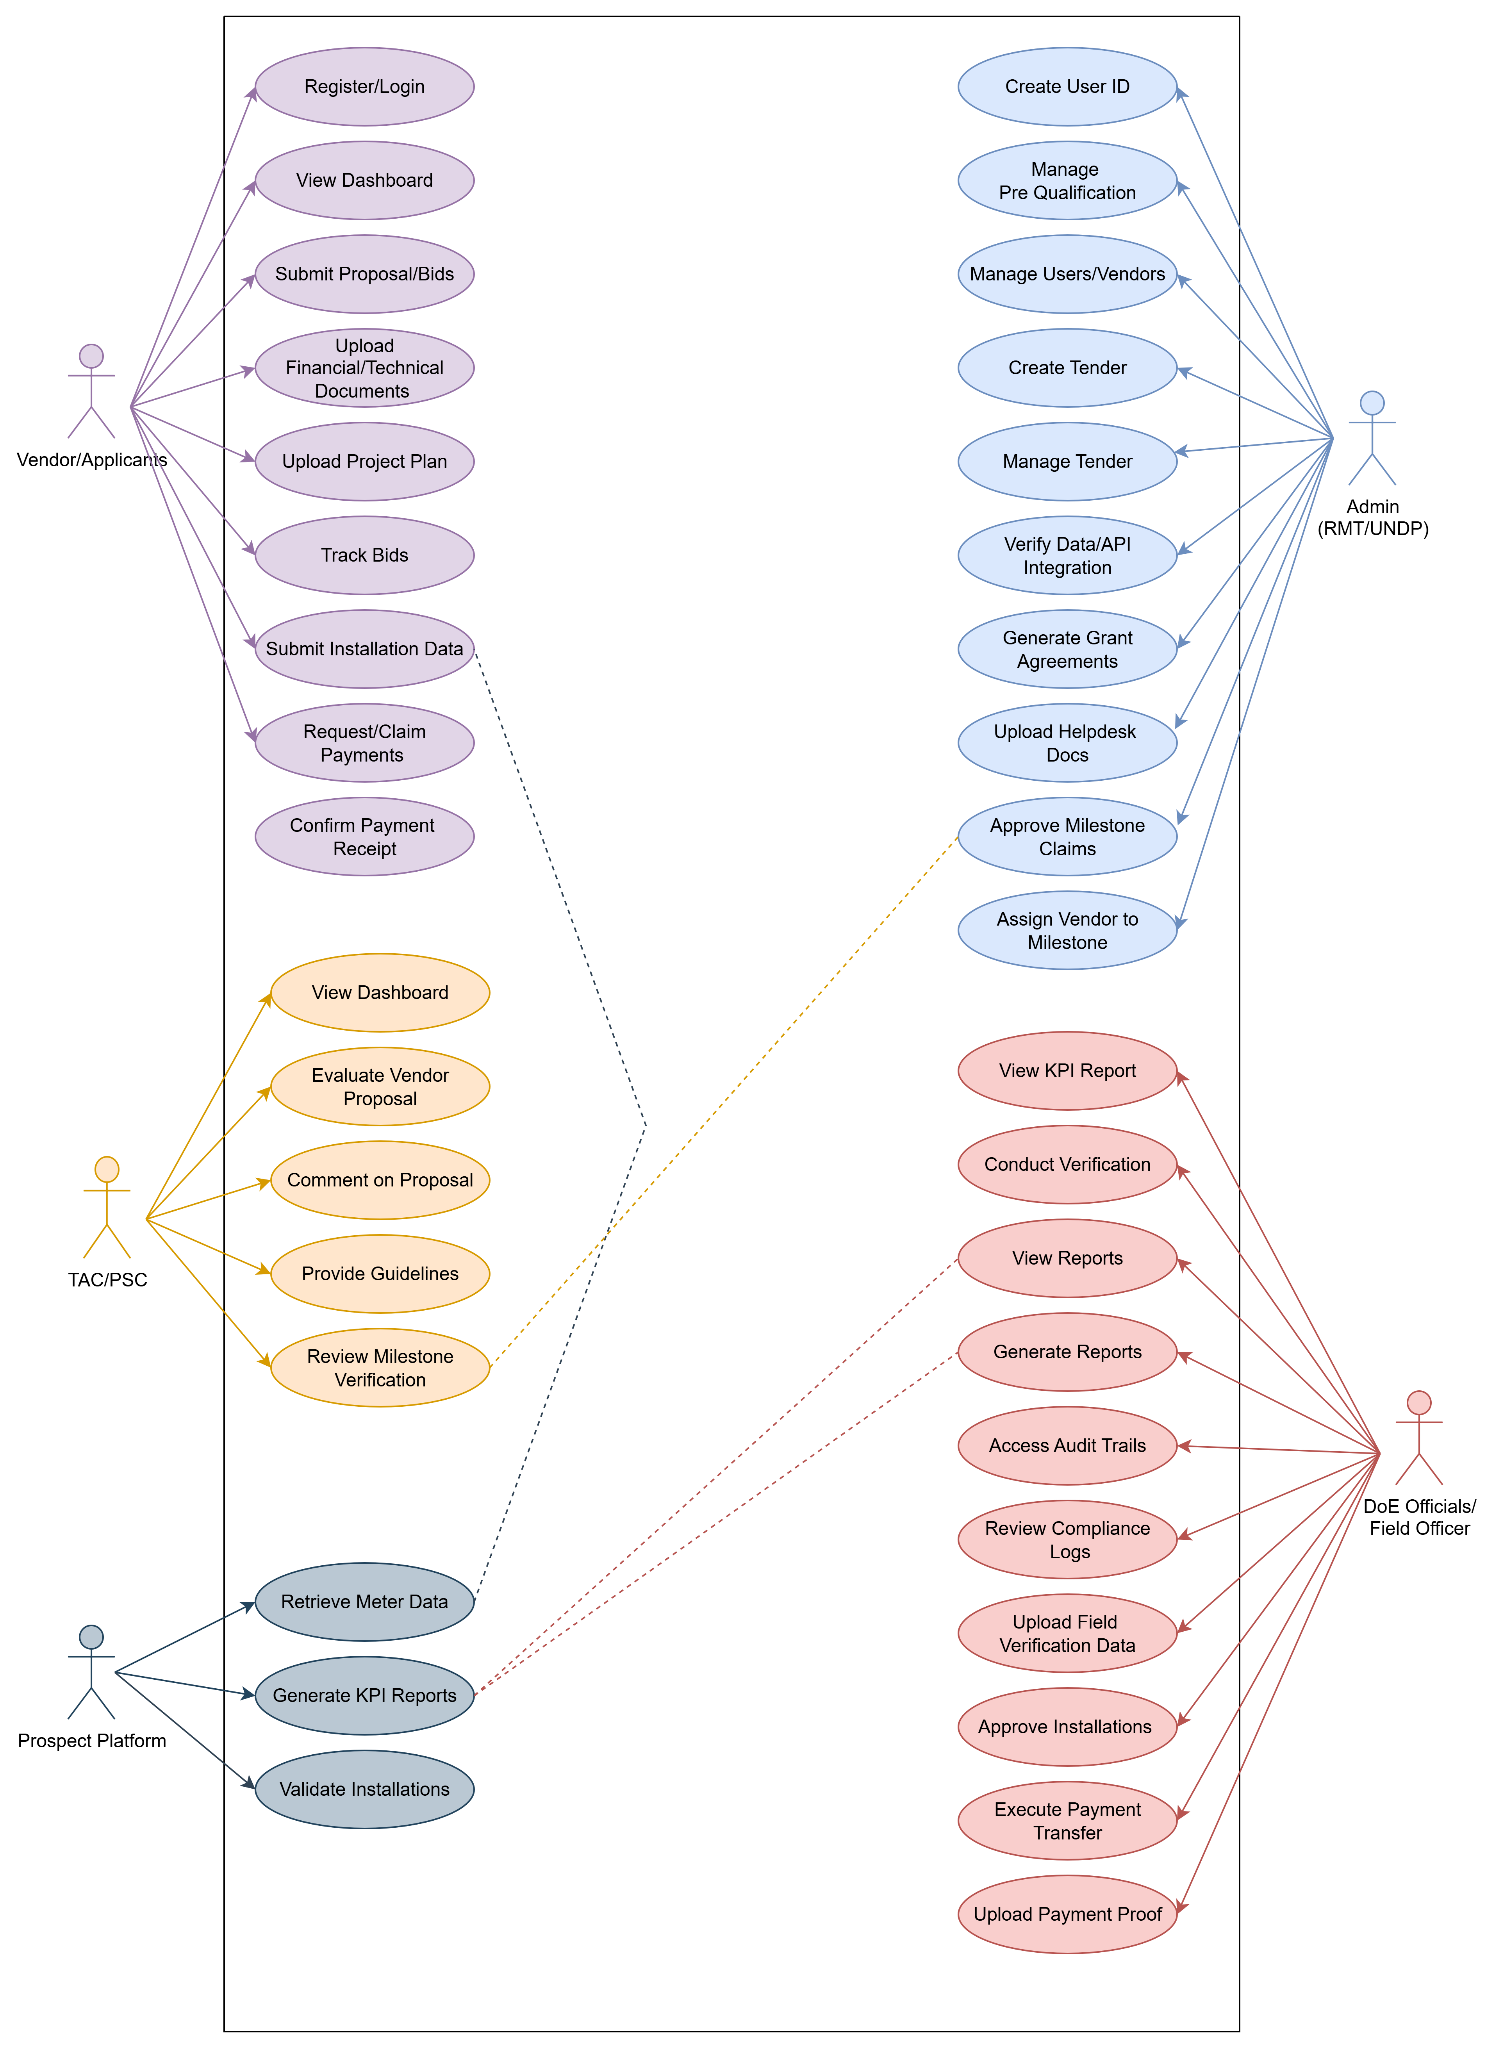 Register/Login
View Dashboard
Submit Proposal/Bids
Upload
Financial/Technical
Documents
Upload Project Plan
Track Bids
Submit Installation Data
Request/Claim
Payments
Confirm Payment
Receipt
Vendor/Applicants
View Dashboard
Evaluate Vendor
Proposal
Comment on Proposal
Provide Guidelines
Review Milestone
Verification
TAC/PSC
Retrieve Meter Data
Generate KPI Reports
Validate Installations
Prospect Platform
Create User ID
Manage
Pre Qualification
Manage Users/Vendors
Create Tender
Manage Tender
Verify Data/API
Integration
Generate Grant
Agreements
Upload Helpdesk
Docs
Approve Milestone
Claims
Assign Vendor to
Milestone
Admin
(RMT/UNDP)
View KPI Report
Conduct Verification
View Reports
Generate Reports
Access Audit Trails
Review Compliance
Logs
Upload Field
Verification Data
Approve Installations
Execute Payment
Transfer
Upload Payment Proof
DoE Officials/
Field Officer